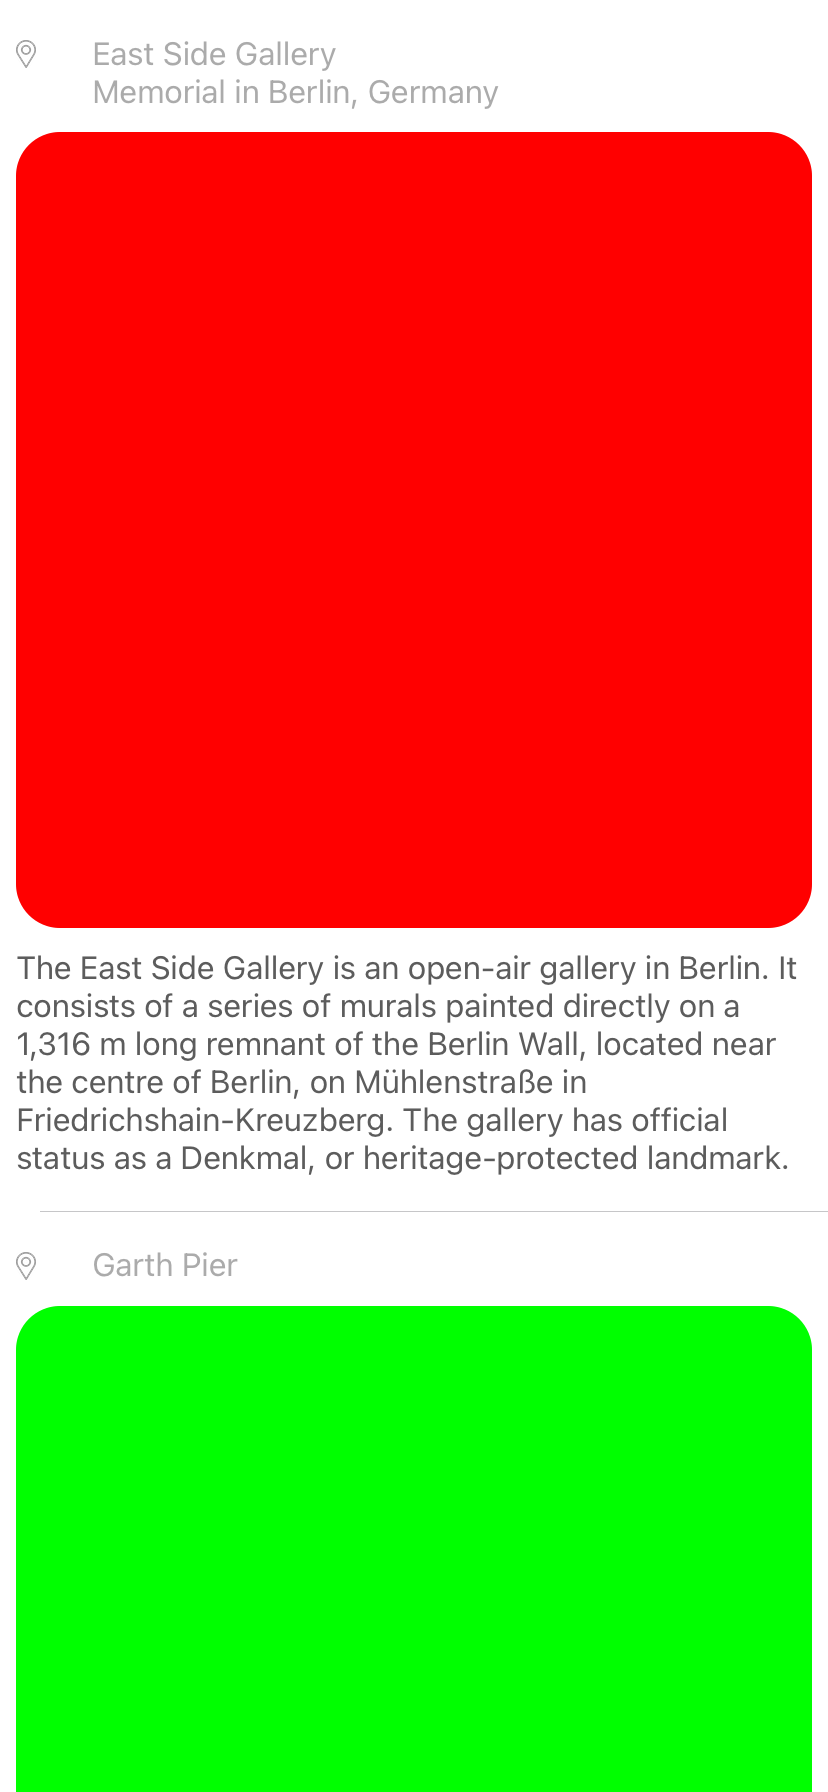 East Side Gallery
Memorial in Berlin, Germany
The East Side Gallery is an open-air gallery in Berlin. It
consists of a series of murals painted directly on a
1,316 m long remnant of the Berlin Wall, located near
the centre of Berlin, on Mühlenstraße in
Friedrichshain-Kreuzberg. The gallery has official
status as a Denkmal, or heritage-protected landmark.
Garth Pier